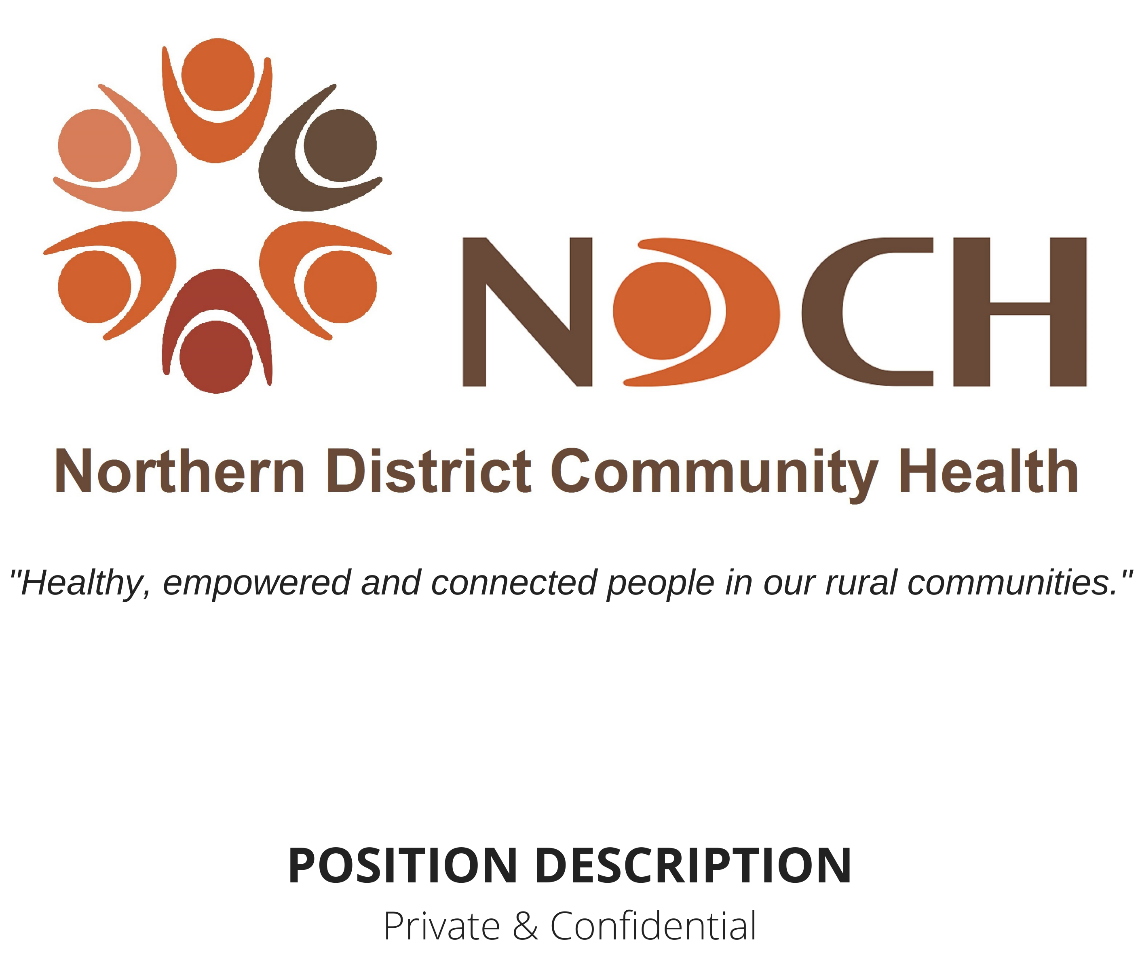 NDCH
Northern District Community Health
"Healthy, empowered and connected people in our rural communities."
POSITION DESCRIPTION
Private & Confidential